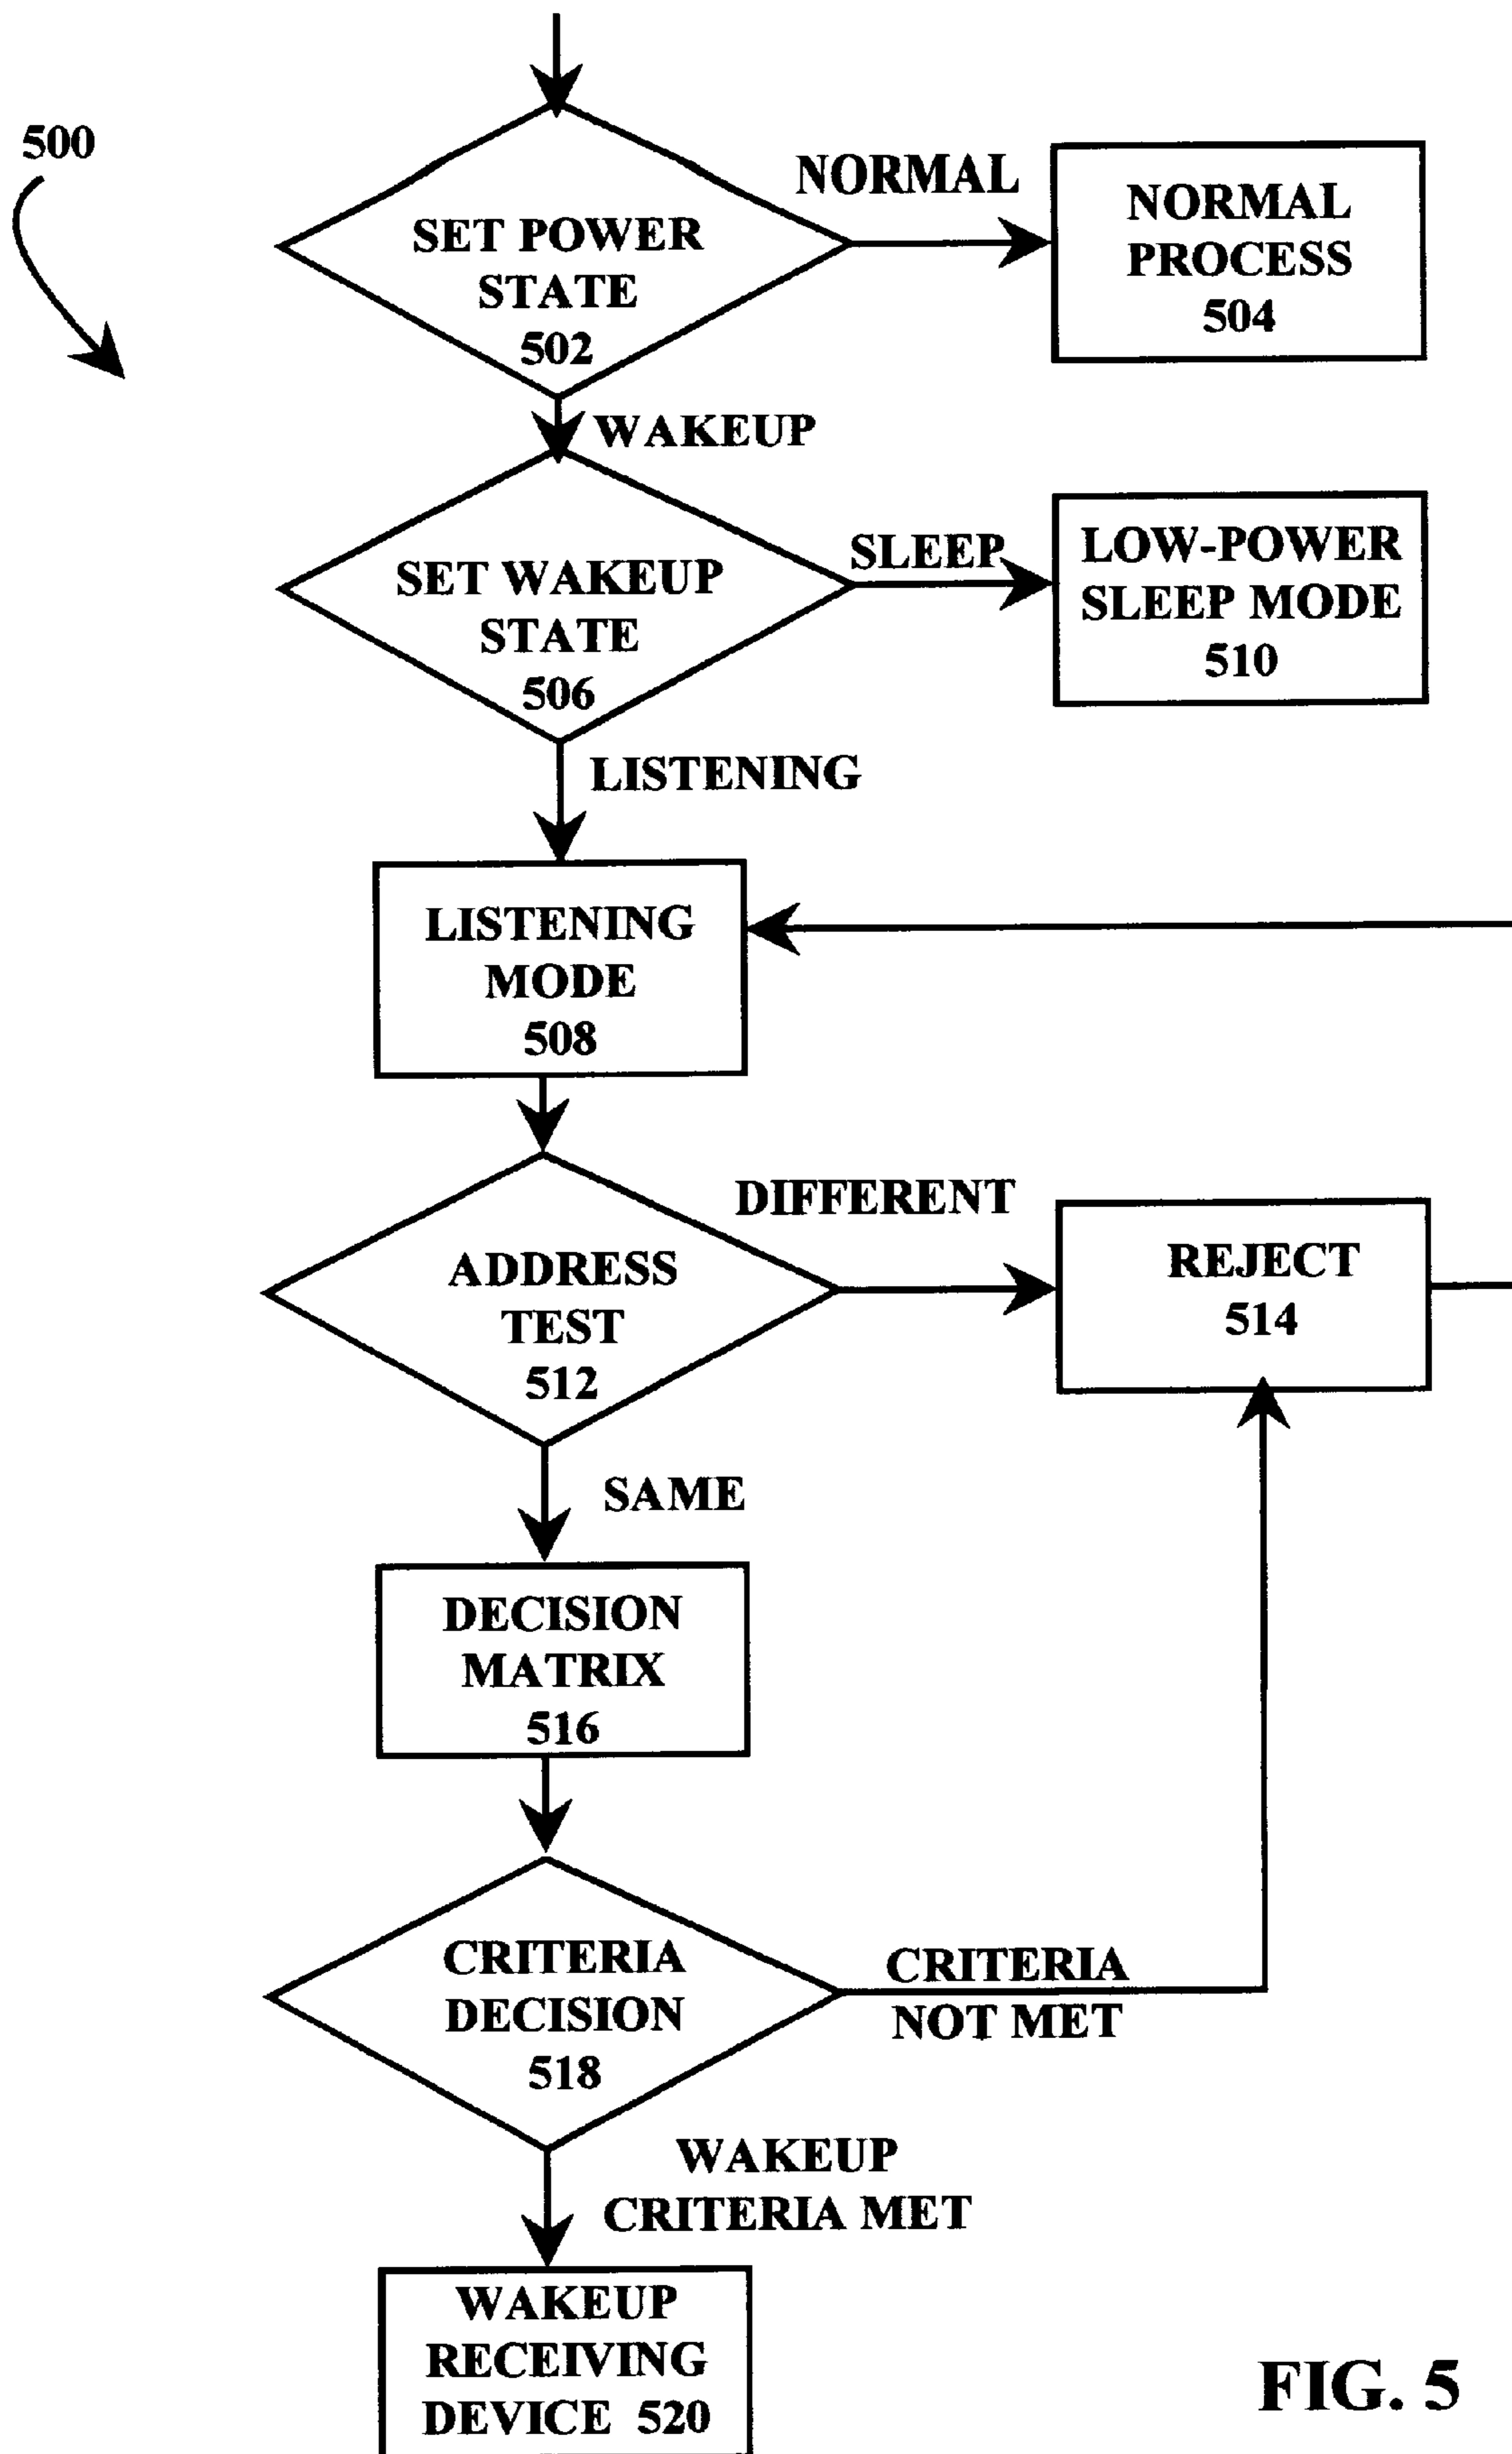 500
NORMAL
SET POWER
STATE
502
NORMAL
PROCESS
504
WAKEUP
SET WAKEUP
STATE
506
SLEEP
LOW-POWER
SLEEP MODE
510
LISTENING
LISTENING
MODE
508
DIFFERENT
ADDRESS
TEST
512
REJECT
514
SAME
DECISION
MATRIX
516
CRITERIA
DECISION
518
CRITERIA
NOT MET
WAKEUP
CRITERIA MET
WAKEUP
RECEIVING
DEVICE 520
FIG. 5